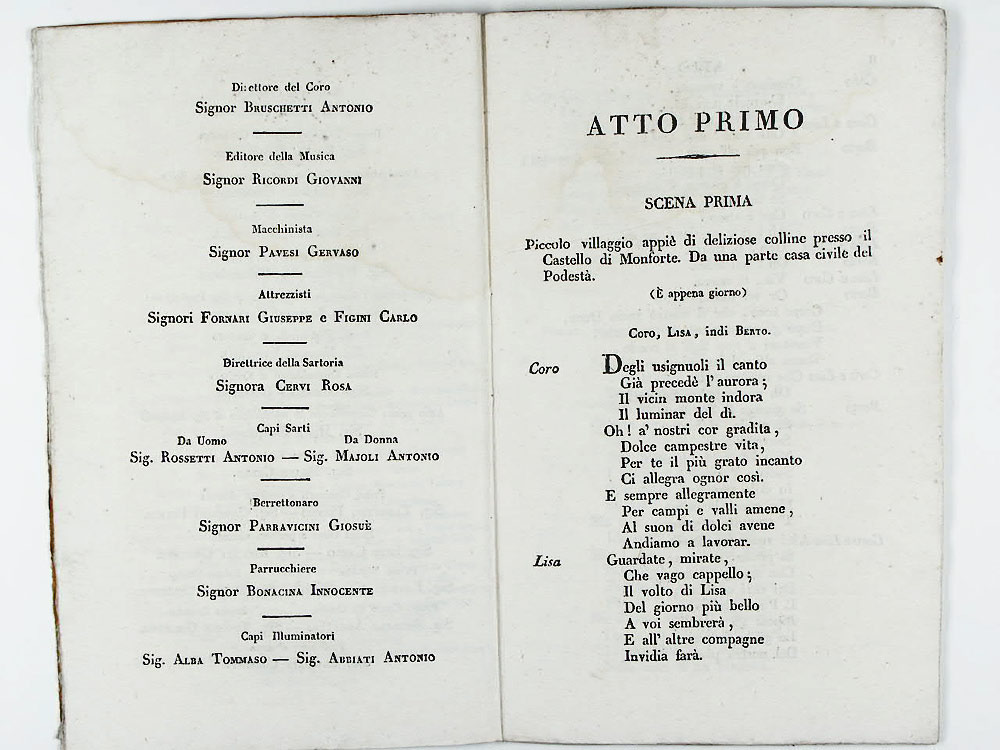 Direttore del Coro
Signor Bruschetti Antonio
Editore della Musica
Signor Ricordi Giovanni
Macchinista
Signor Pavesi Gervaso
Attrezzisti
Signori Fornari Giuseppe e Figini Carlo
Direttrice della Sartoria
Signora Cervi Rosa
Capi Sarti
Da Uomo Da Donna
Sig. Rossetti Antonio — Sig. Majoli Antonio
Berrettonaro
Signor Parravicini Giosuè
Parrucchiere
Signor Bonacina Innocente
Capi Illuminatori
Sig. Alba Tommaso — Sig. Abbiati Antonio
ATTO PRIMO
SCENA PRIMA
Piccolo villaggio appiè di deliziose colline presso il
Castello di Monforte. Da una parte casa civile del
Podestà.
(È appena giorno)
Coro, Lisa, indi Berto.
Coro Degli usignuoli il canto
Già precedè l'aurora;
Il vicin monte indora
Il luminar del dì.
Oh! a' nostri cor gradita,
Dolce campestre vita,
Per te il più grato incanto
Ci allegra ognor così.
E sempre allegramente
Per campi e valli amene,
Al suon di dolci avene
Andiamo a lavorar.
Lisa Guardate, mirate,
Che vago cappello;
Il volto di Lisa
Del giorno più bello
A voi sembrerà,
E all' altre compagne
Invidia farà.